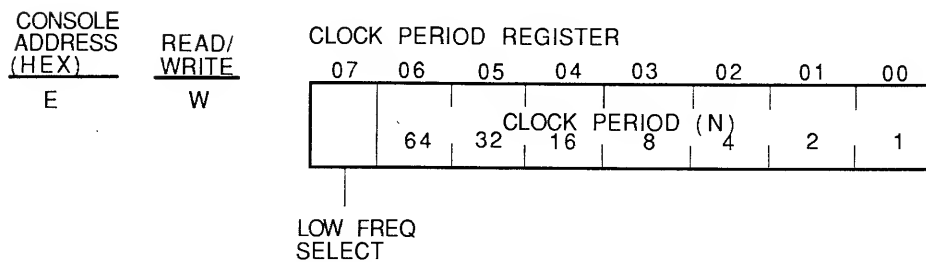 CONSOLE
ADDRESS
(HEX)
READ/
WRITE
E
W
CLOCK PERIOD REGISTER
07 06 05 04 03 02 01 00
CLOCK PERIOD (N)
64 32 16 8 4 2 1
LOW FREQ
SELECT